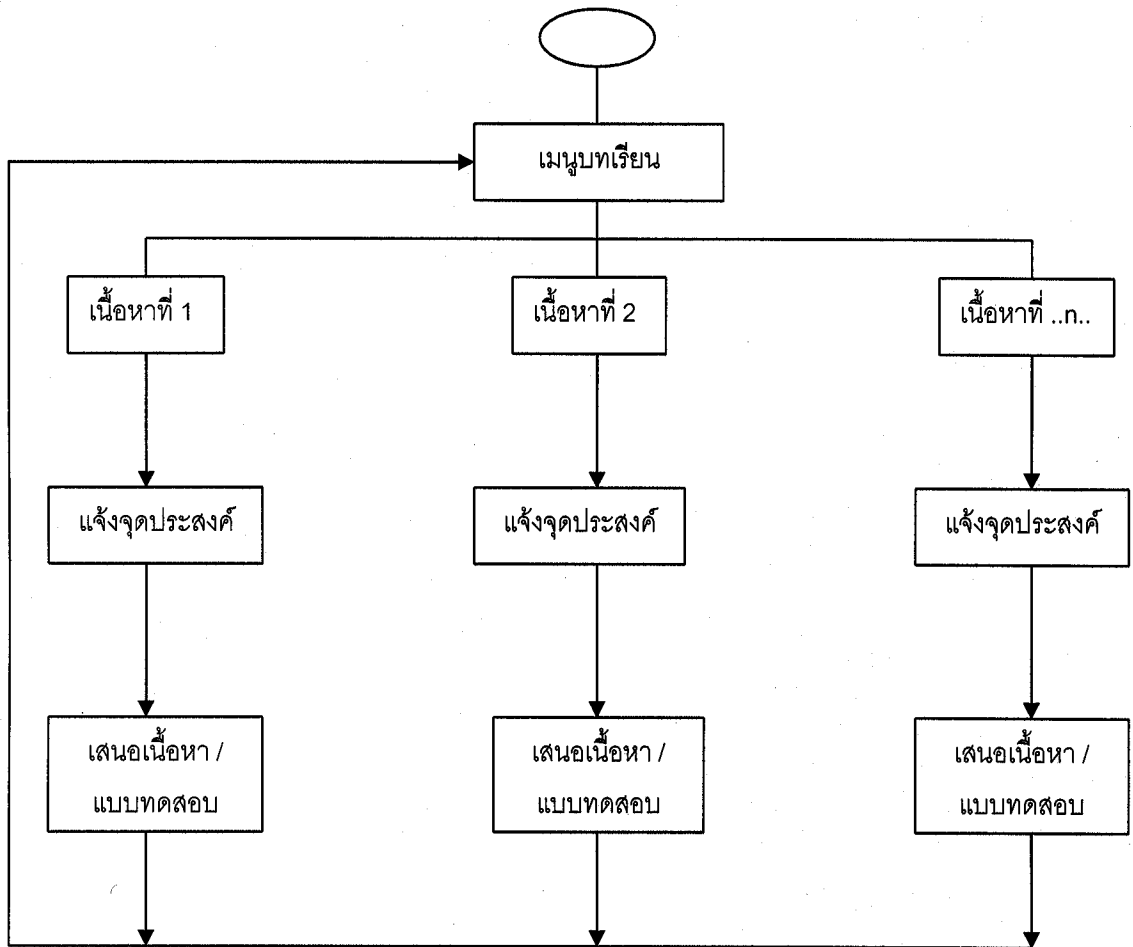 เมนูบทเรียน
เนื้อหาที่ 1
เนื้อหาที่ 2
เนื้อหาที่ ..n..
แจ้งจุดประสงค์
แจ้งจุดประสงค์
แจ้งจุดประสงค์
เสนอเนื้อหา /
แบบทดสอบ
เสนอเนื้อหา /
แบบทดสอบ
เสนอเนื้อหา /
แบบทดสอบ